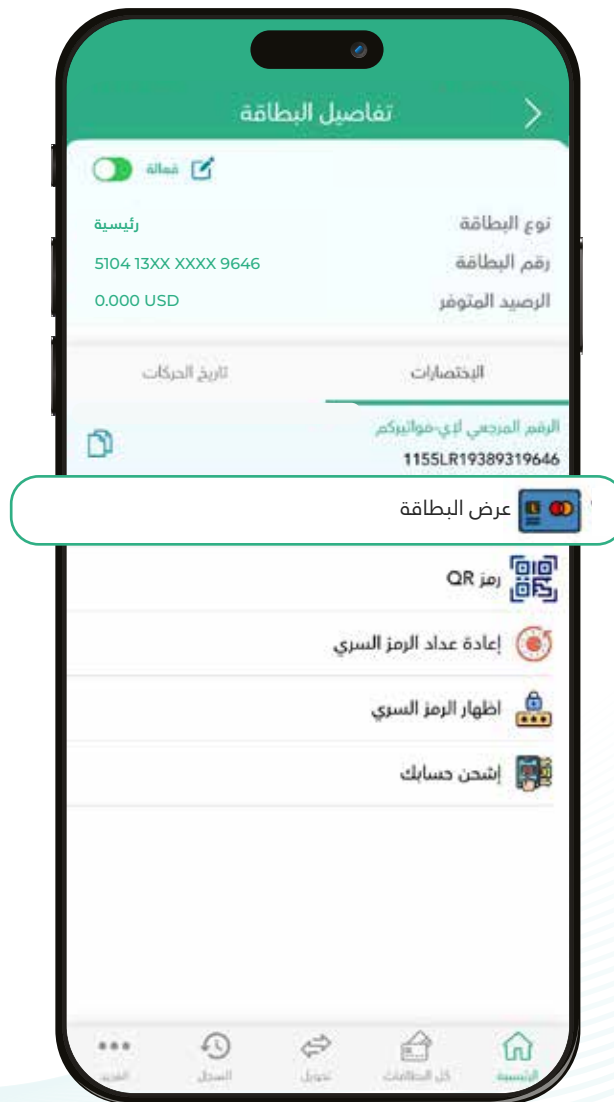 تفاصيل البطاقة
فعالة
نوع البطاقة رئيسية
رقم البطاقة 5104 13XX XXXX 9646
الرصيد المتوفر 0.000 USD
الإختصارات تاريخ الحركات
الرقم المرجعي لإي-فواتيركم
1155LR19389319646
عرض البطاقة
رمز QR
إعادة عداد الرمز السري
اظهار الرمز السري
إشحن حسابك
الرئيسية كل البطاقات تحويل السجل المزيد